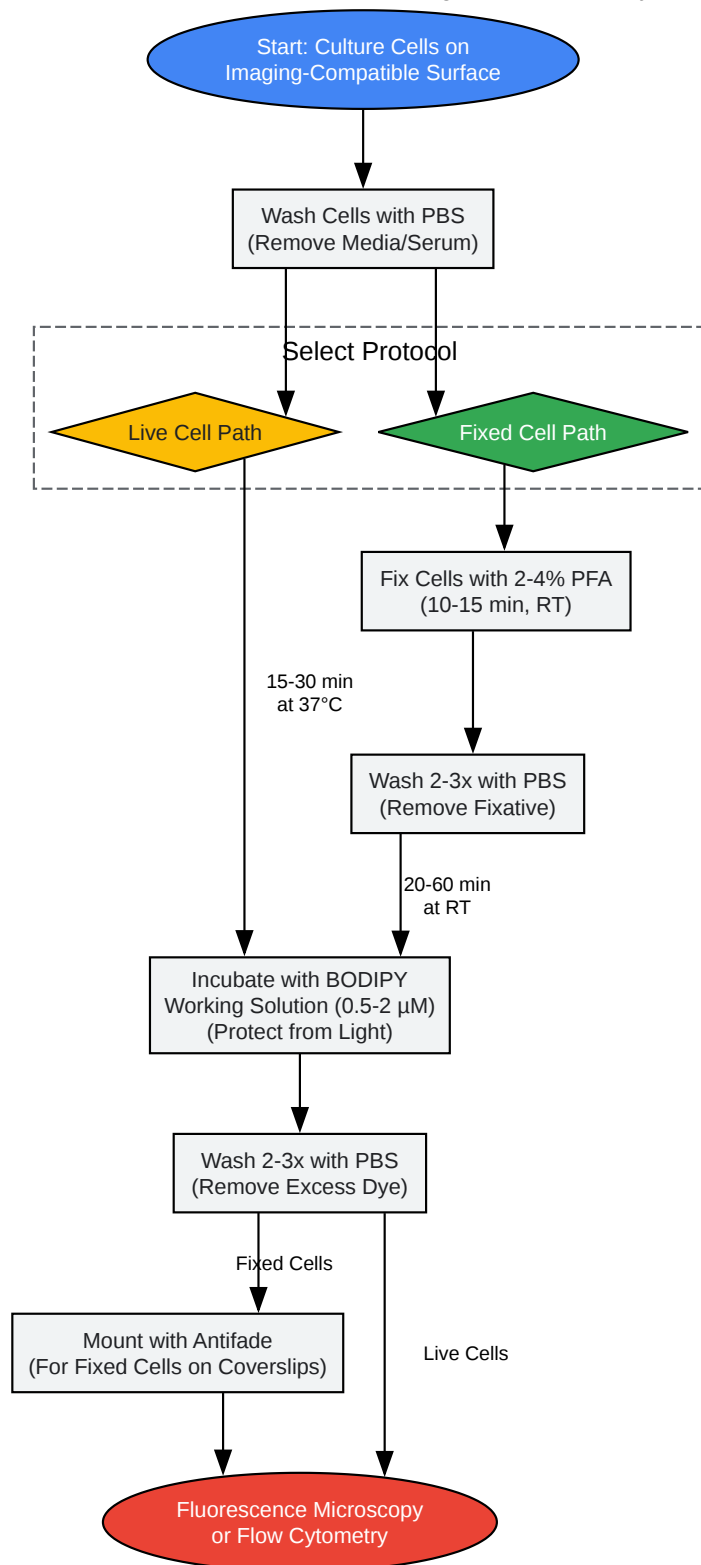 Start: Culture Cells on
Imaging-Compatible Surface
Wash Cells with PBS
(Remove Media/Serum)
Select Protocol
Live Cell Path
Fixed Cell Path
Fix Cells with 2-4% PFA
(10-15 min, RT)
15-30 min
at 37°C
Wash 2-3x with PBS
(Remove Fixative)
20-60 min
at RT
Incubate with BODIPY
Working Solution (0.5-2 µM)
(Protect from Light)
Wash 2-3x with PBS
(Remove Excess Dye)
Fixed Cells
Mount with Antifade
(For Fixed Cells on Coverslips)
Live Cells
Fluorescence Microscopy
or Flow Cytometry